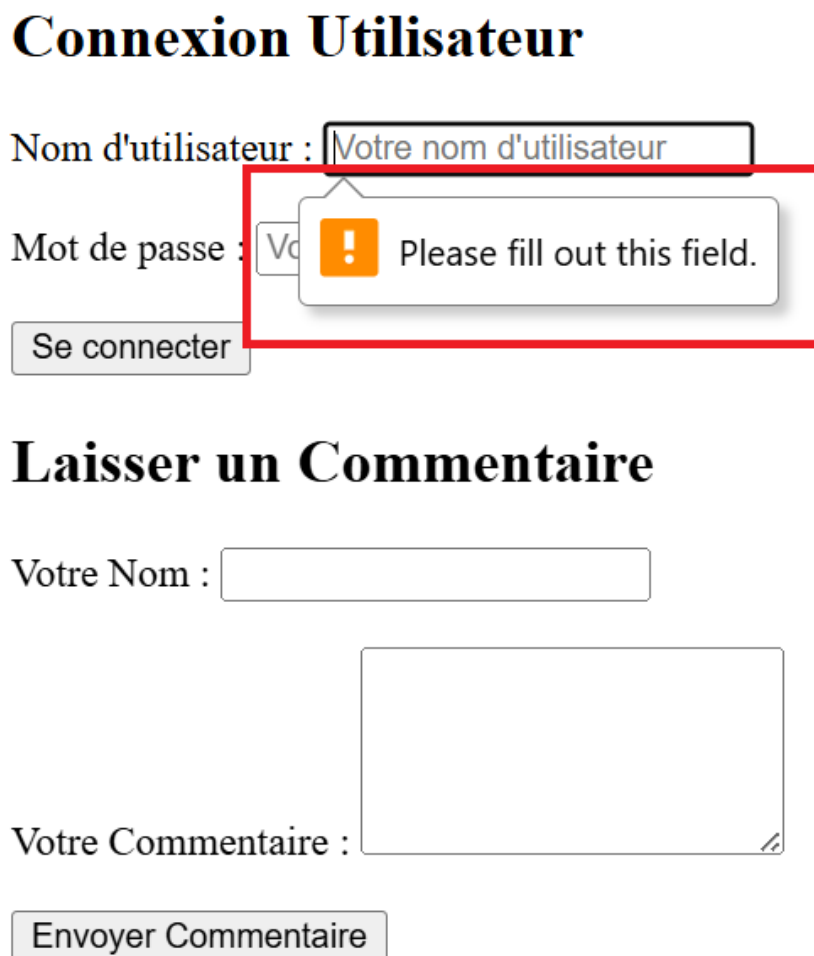 Connexion Utilisateur
Nom d'utilisateur : Votre nom d'utilisateur
Mot de passe :
Please fill out this field.
Se connecter
Laisser un Commentaire
Votre Nom :
Votre Commentaire :
Envoyer Commentaire